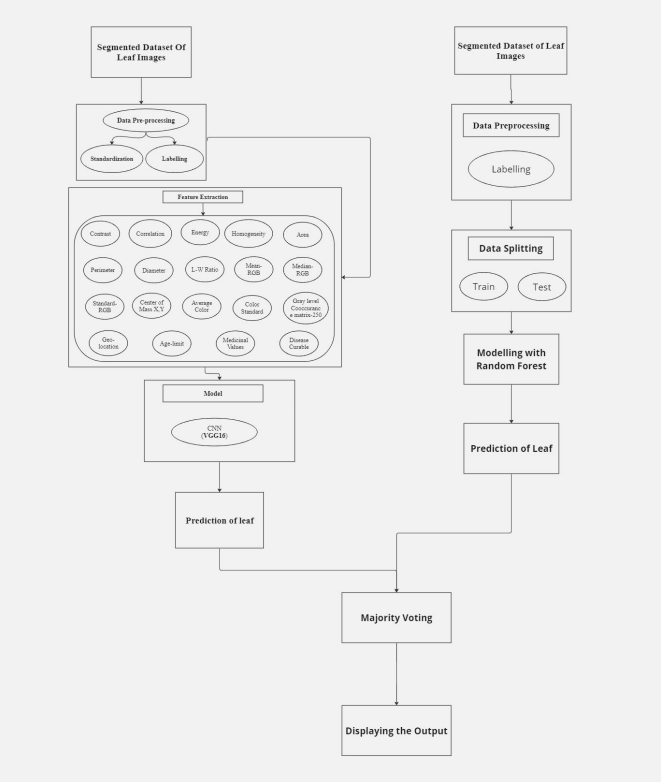 Segmented Dataset Of
Leaf Images
Data Pre-processing
Standardization
Labelling
Feature Extraction
Contrast
Correlation
Energy
Homogeneity
Area
Perimeter
Diameter
L-W Ratio
Mean-
RGB
Median-
RGB
Standard-
RGB
Center of
Mass X,Y
Average
Color
Color
Standard
Gray level
Cooccuranc
e matrix-250
Geo-
location
Age-limit
Medicinal
Values
Disease
Curable
Model
CNN
(VGG16)
Prediction of leaf
Segmented Dataset of Leaf
Images
Data Preprocessing
Labelling
Data Splitting
Train
Test
Modelling with
Random Forest
Prediction of Leaf
Majority Voting
Displaying the Output